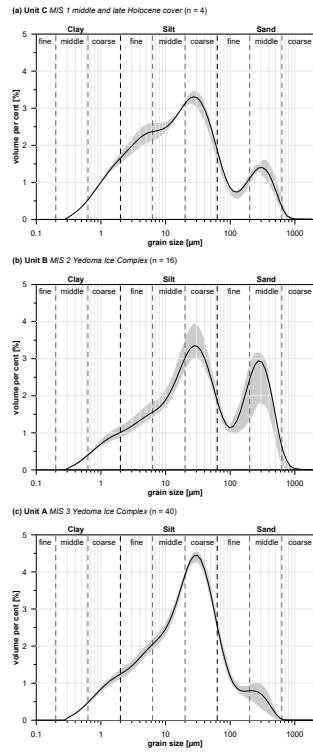 (a) Unit C MIS 1 middle and late Holocene cover (n = 4)
Clay Silt Sand
fine middle coarse fine middle coarse fine middle coarse
volume per cent [%]
5
4
3
2
1
0
0.1 1 10 100 1000
grain size [µm]
(b) Unit B MIS 2 Yedoma Ice Complex (n = 16)
Clay Silt Sand
fine middle coarse fine middle coarse fine middle coarse
volume per cent [%]
5
4
3
2
1
0
0.1 1 10 100 1000
grain size [µm]
(c) Unit A MIS 3 Yedoma Ice Complex (n = 40)
Clay Silt Sand
fine middle coarse fine middle coarse fine middle coarse
volume per cent [%]
5
4
3
2
1
0
0.1 1 10 100 1000
grain size [µm]